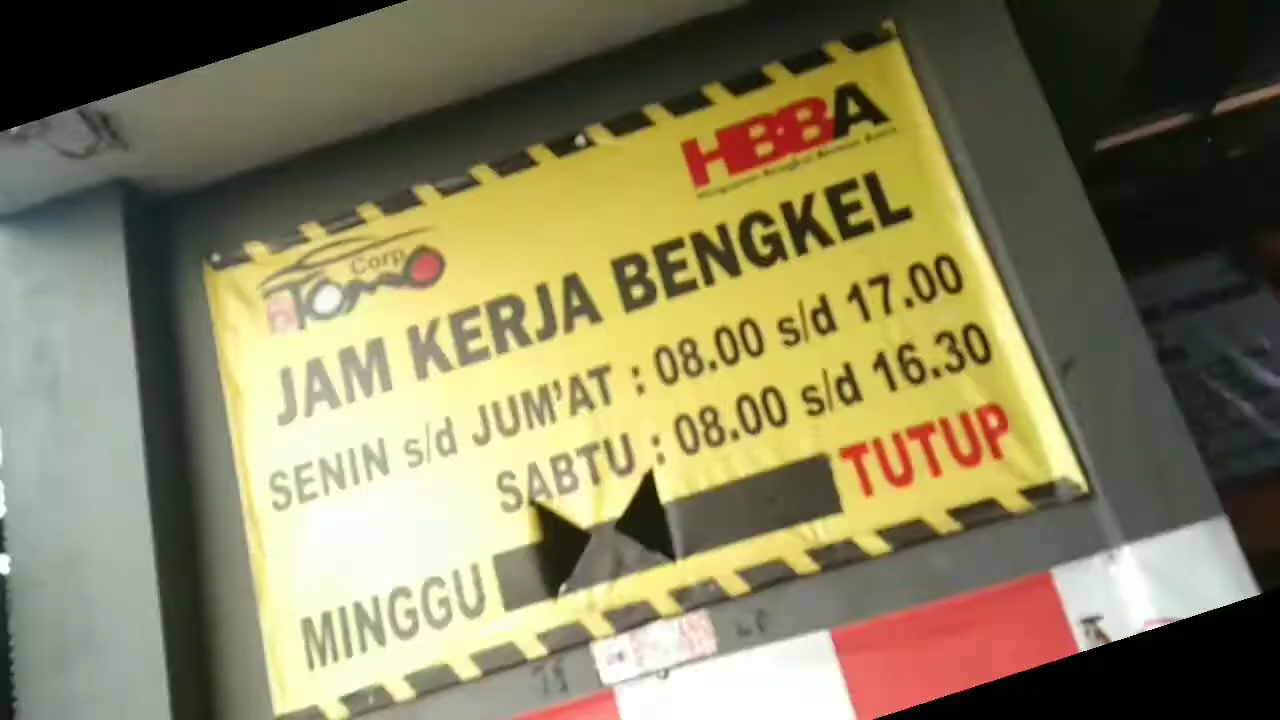 HBBA
Corp
Tomo
JAM KERJA BENGKEL
SENIN s/d JUM'AT : 08.00 s/d 17.00
SABTU : 08.00 s/d 16.30
MINGGU TUTUP